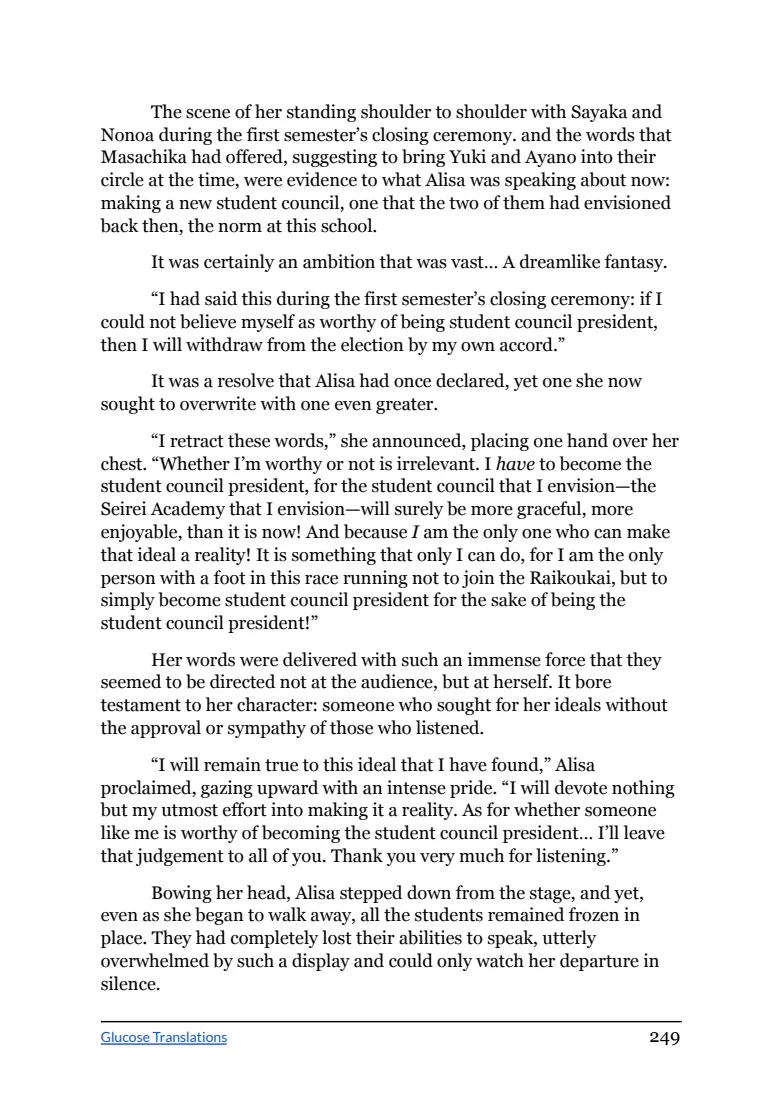 The scene of her standing shoulder to shoulder with Sayaka and
Nonoa during the first semester’s closing ceremony. and the words that
Masachika had offered, suggesting to bring Yuki and Ayano into their
circle at the time, were evidence to what Alisa was speaking about now:
making a new student council, one that the two of them had envisioned
back then, the norm at this school.
It was certainly an ambition that was vast… A dreamlike fantasy.
“I had said this during the first semester’s closing ceremony: if I
could not believe myself as worthy of being student council president,
then I will withdraw from the election by my own accord.”
It was a resolve that Alisa had once declared, yet one she now
sought to overwrite with one even greater.
“I retract these words,” she announced, placing one hand over her
chest. “Whether I’m worthy or not is irrelevant. I have to become the
student council president, for the student council that I envision—the
Seirei Academy that I envision—will surely be more graceful, more
enjoyable, than it is now! And because I am the only one who can make
that ideal a reality! It is something that only I can do, for I am the only
person with a foot in this race running not to join the Raikoukai, but to
simply become student council president for the sake of being the
student council president!”
Her words were delivered with such an immense force that they
seemed to be directed not at the audience, but at herself. It bore
testament to her character: someone who sought for her ideals without
the approval or sympathy of those who listened.
“I will remain true to this ideal that I have found,” Alisa
proclaimed, gazing upward with an intense pride. “I will devote nothing
but my utmost effort into making it a reality. As for whether someone
like me is worthy of becoming the student council president… I’ll leave
that judgement to all of you. Thank you very much for listening.”
Bowing her head, Alisa stepped down from the stage, and yet,
even as she began to walk away, all the students remained frozen in
place. They had completely lost their abilities to speak, utterly
overwhelmed by such a display and could only watch her departure in
silence.
Glucose Translations 249